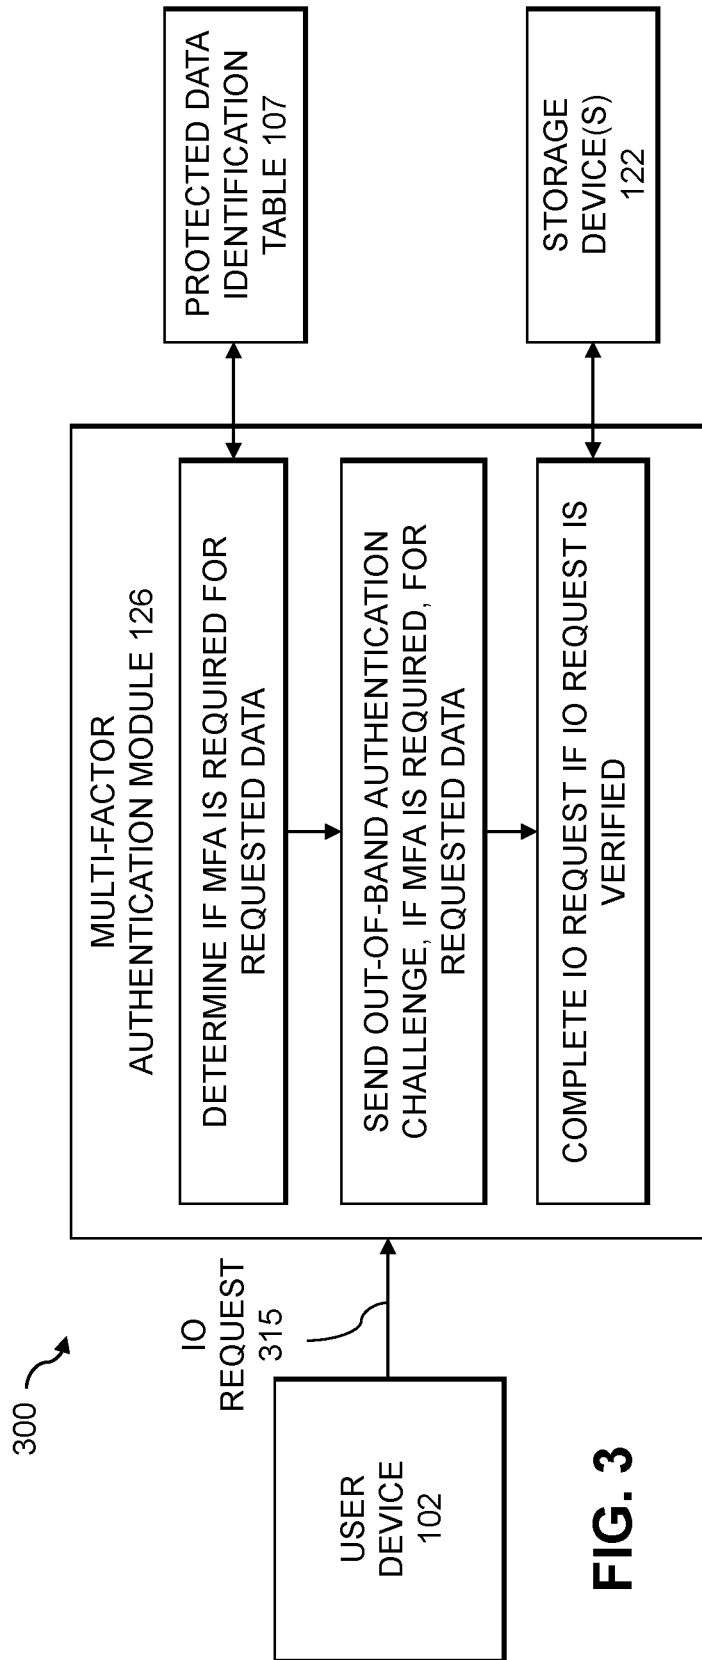 300
USER
DEVICE
102
IO
REQUEST
315
MULTI-FACTOR
AUTHENTICATION MODULE 126
DETERMINE IF MFA IS REQUIRED FOR
REQUESTED DATA
SEND OUT-OF-BAND AUTHENTICATION
CHALLENGE, IF MFA IS REQUIRED, FOR
REQUESTED DATA
COMPLETE IO REQUEST IF IO REQUEST IS
VERIFIED
PROTECTED DATA
IDENTIFICATION
TABLE 107
STORAGE
DEVICE(S)
122
FIG. 3